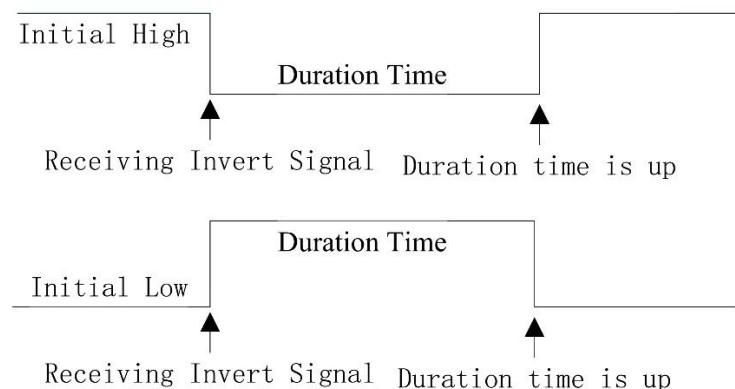 Initial High
Duration Time
Receiving Invert Signal Duration time is up
Duration Time
Initial Low
Receiving Invert Signal Duration time is up